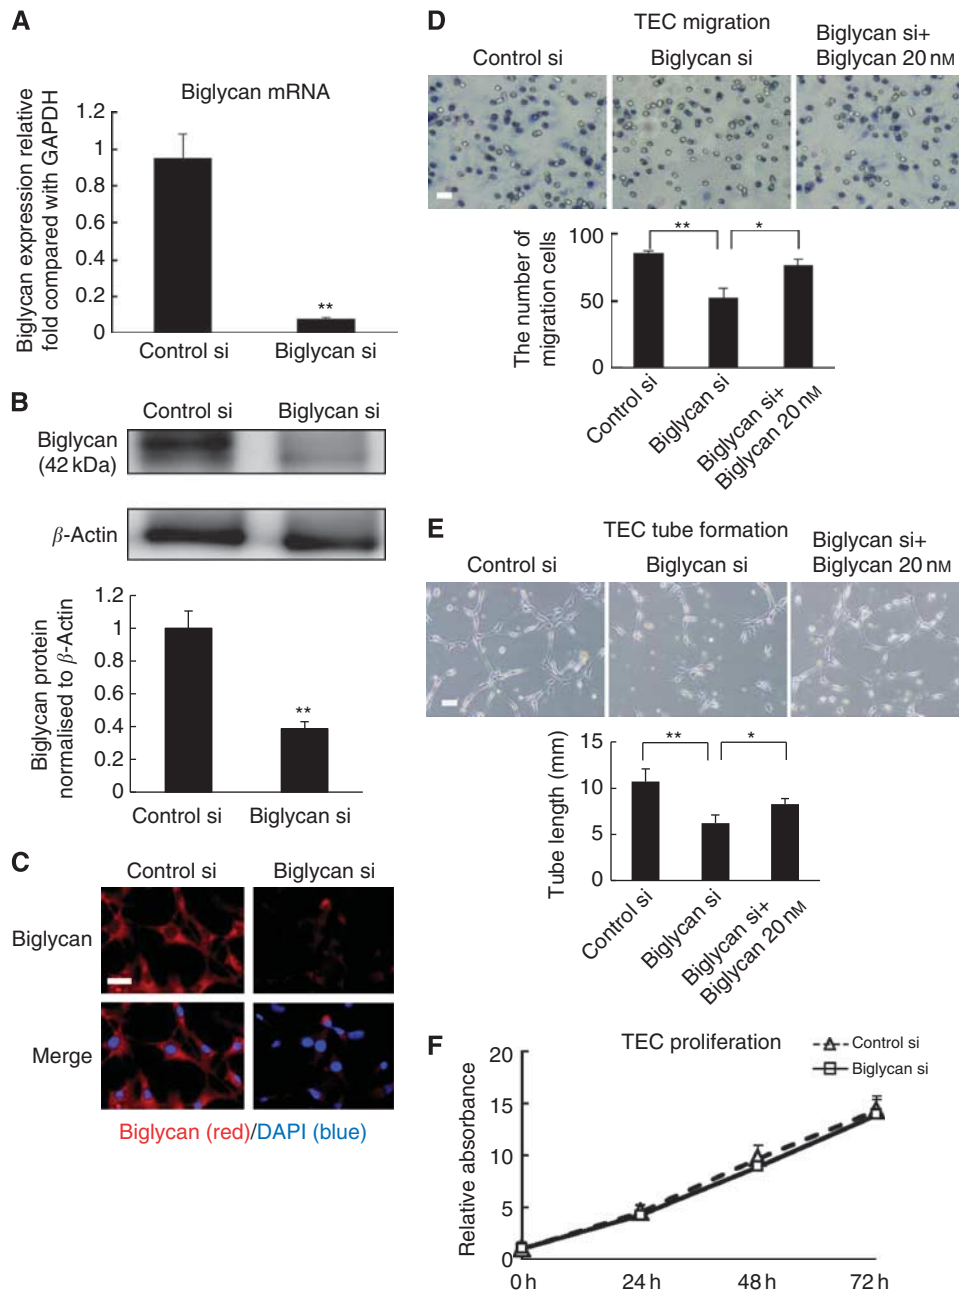 A
Biglycan mRNA
Biglycan expression relative
fold compared with GAPDH
1.2
1
0.8
0.6
0.4
0.2
0
**
Control si
Biglycan si
B
Control si
Biglycan si
Biglycan
(42 kDa)
β-Actin
Biglycan protein
normalised to β-Actin
1.2
1
0.8
0.6
0.4
0.2
0
**
Control si
Biglycan si
C
Control si
Biglycan si
Biglycan
Merge
Biglycan (red)/DAPI (blue)
D
TEC migration
Control si
Biglycan si
Biglycan si+
Biglycan 20 nM
The number of
migration cells
100
50
0
**
*
Control si
Biglycan si
Biglycan si+
Biglycan 20 nM
E
TEC tube formation
Control si
Biglycan si
Biglycan si+
Biglycan 20 nM
Tube length (mm)
15
10
5
0
**
*
Control si
Biglycan si
Biglycan si+
Biglycan 20 nM
F
TEC proliferation
Control si
Biglycan si
Relative absorbance
20
15
10
5
0
0 h
24 h
48 h
72 h